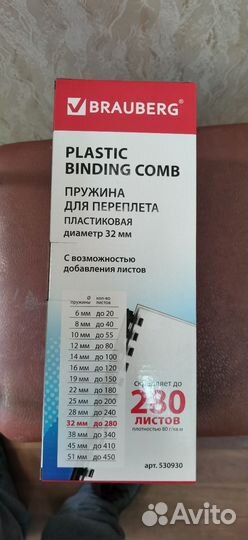 BRAUBERG
PLASTIC
BINDING COMB
ПРУЖИНА
ДЛЯ ПЕРЕПЛЕТА
ПЛАСТИКОВАЯ
диаметр 32 мм
С возможностью
добавления листов
Ø пружины кол-во листов
6 мм до 20
8 мм до 40
10 мм до 55
12 мм до 80
14 мм до 100
16 мм до 120
19 мм до 150
22 мм до 180
25 мм до 200
28 мм до 240
32 мм до 280
38 мм до 340
45 мм до 410
51 мм до 450
скрепляет до
280
ЛИСТОВ
плотностью 80 г/кв.м
арт. 530930
Avito